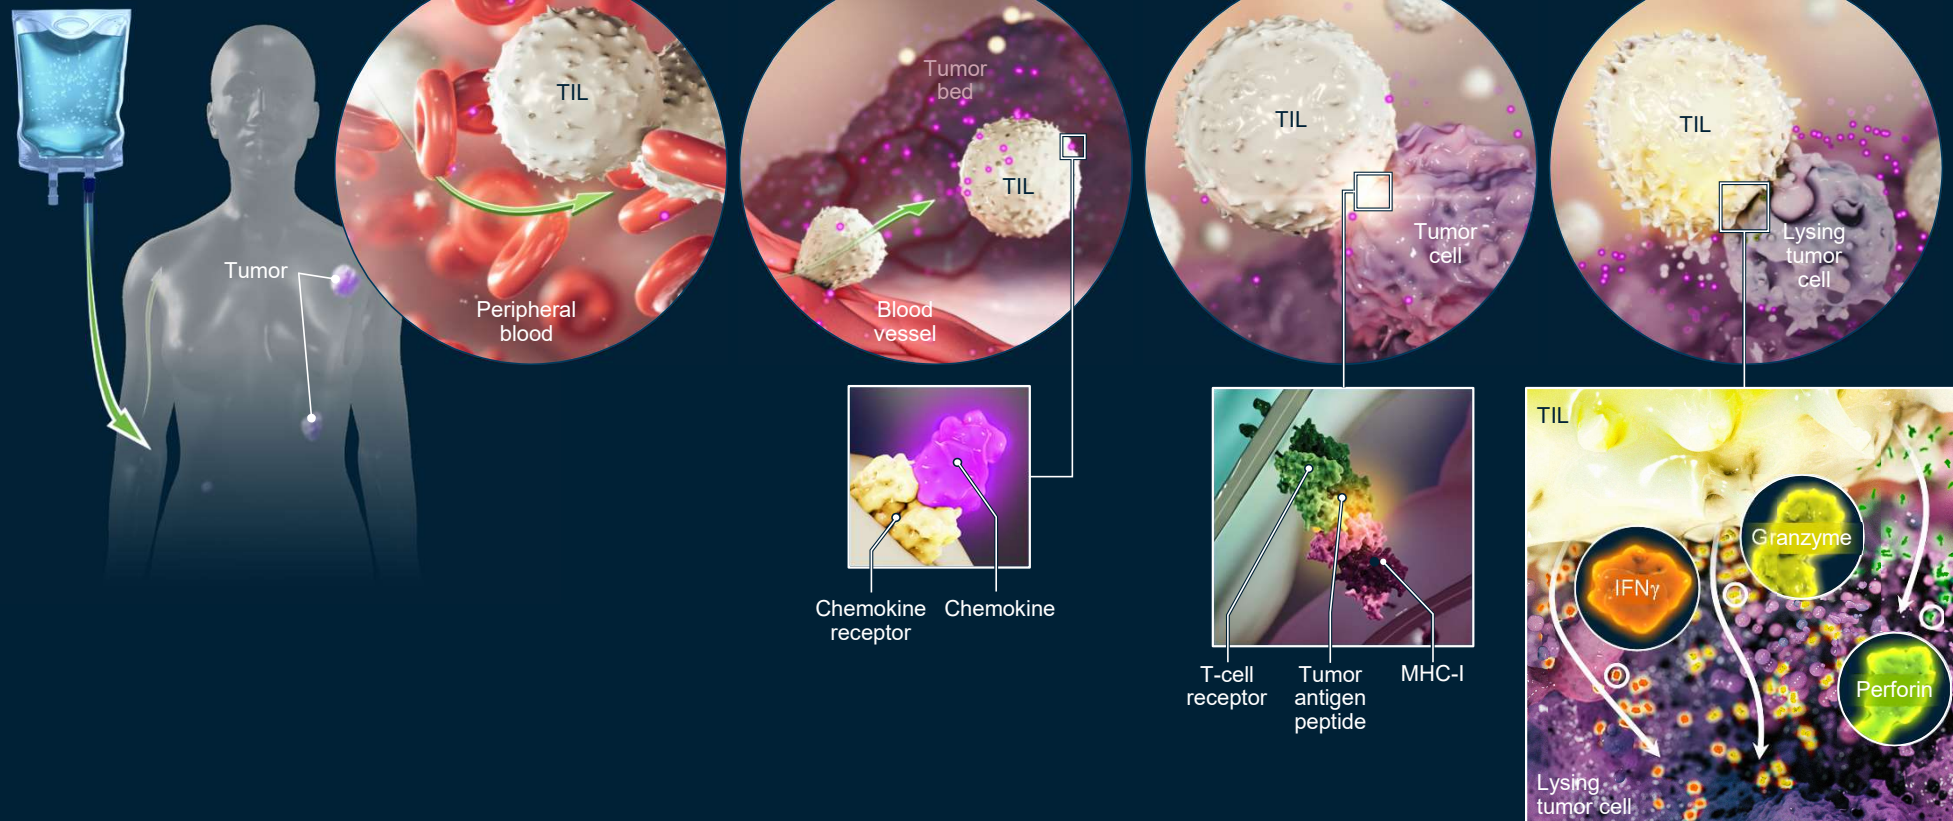 Tumor
TIL
Peripheral
blood
Tumor
bed
TIL
Blood
vessel
Chemokine
receptor
Chemokine
TIL
Tumor
cell
T-cell
receptor
Tumor
antigen
peptide
MHC-I
TIL
Lysing
tumor
cell
TIL
Granzyme
IFNγ
Perforin
Lysing
tumor cell